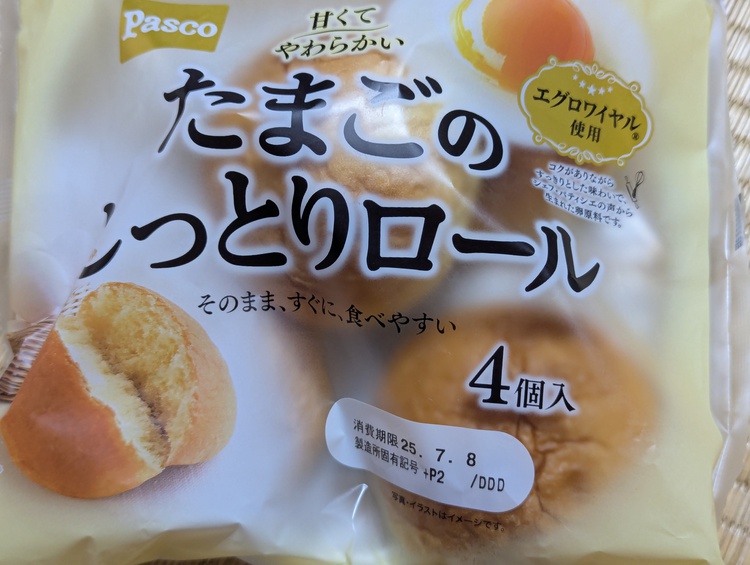 Pasco
甘くて
やわらかい
たまごの
しっとりロール
エグロワイヤル®
使用
コクがありながら
すっきりとした味わいで、
シェフ・パティシエの声から
生まれた卵原料です。
そのまま、すぐに、食べやすい
4個入
消費期限 25. 7. 8
製造所固有記号 +P2 /DDD
写真・イラストはイメージです。